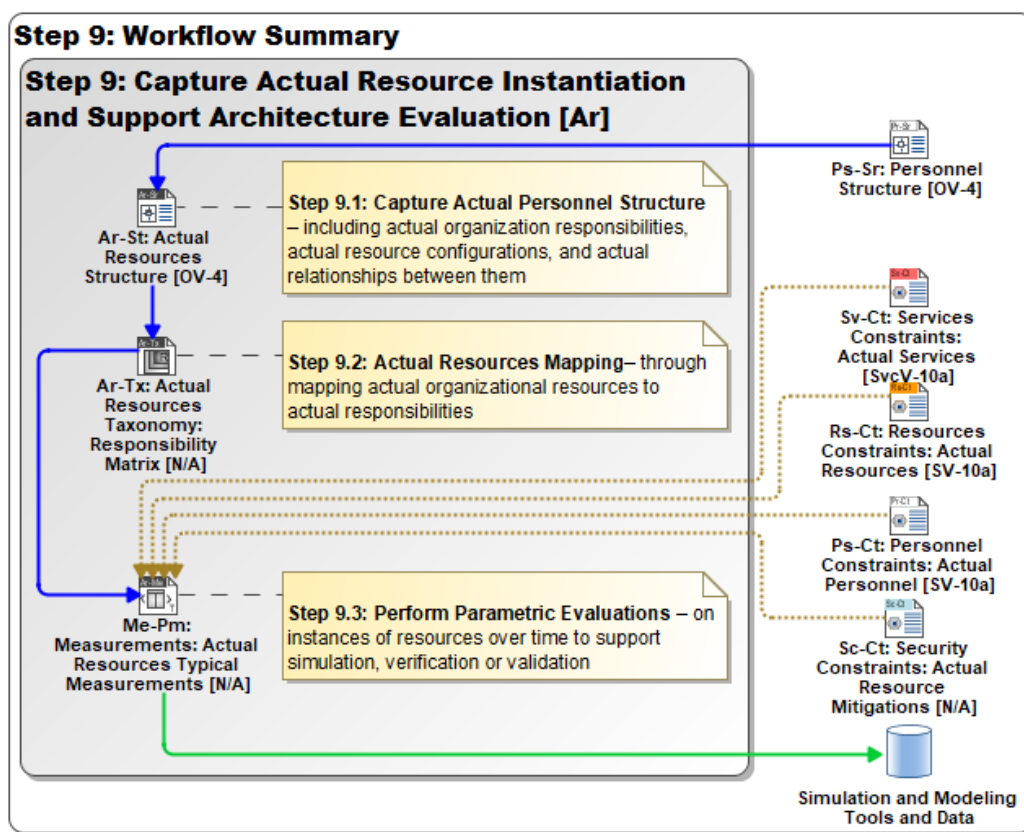 Step 9: Workflow Summary
Step 9: Capture Actual Resource Instantiation
and Support Architecture Evaluation [Ar]
Pr-Sr
Ps-Sr: Personnel
Structure [OV-4]
Ar-St: Actual
Resources
Structure [OV-4]
Step 9.1: Capture Actual Personnel Structure
– including actual organization responsibilities,
actual resource configurations, and actual
relationships between them
Sv-Ct: Services
Constraints:
Actual Services
[SvcV-10a]
Ar-Tx
Ar-Tx: Actual
Resources
Taxonomy:
Responsibility
Matrix [N/A]
Step 9.2: Actual Resources Mapping– through
mapping actual organizational resources to
actual responsibilities
Rs-Ct
Rs-Ct: Resources
Constraints: Actual
Resources [SV-10a]
Pr-Ct
Ps-Ct: Personnel
Constraints: Actual
Personnel [SV-10a]
Ar-Me
Me-Pm:
Measurements: Actual
Resources Typical
Measurements [N/A]
Step 9.3: Perform Parametric Evaluations – on
instances of resources over time to support
simulation, verification or validation
Sc-Ct
Sc-Ct: Security
Constraints: Actual
Resource
Mitigations [N/A]
Simulation and Modeling
Tools and Data